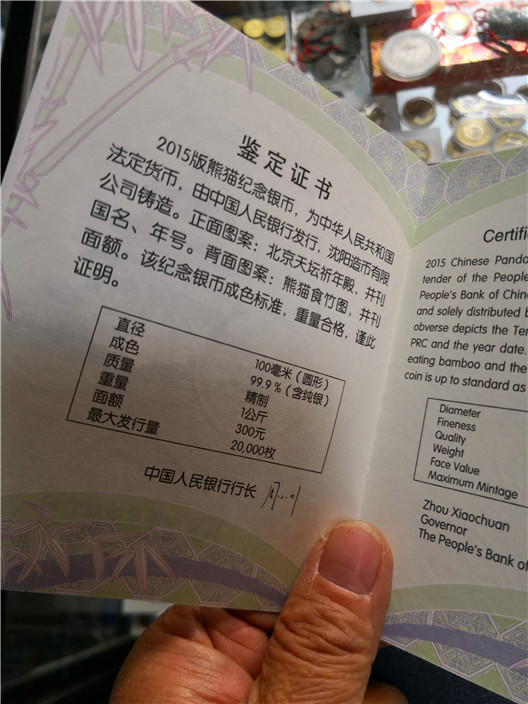 鉴定证书
2015版熊猫纪念银币，为中华人民共和国
法定货币，由中国人民银行发行，沈阳造币有限
公司铸造。正面图案：北京天坛祈年殿，并刊
国名、年号。背面图案：熊猫食竹图，并刊
面额。该纪念银币成色标准，重量合格，谨此
证明。
直径 100毫米（圆形）
成色 99.9％（含纯银）
质量 精制
重量 1公斤
面额 300元
最大发行量 20,000枚
中国人民银行行长
Certific
2015 Chinese Panda
tender of the People
People's Bank of Chin
and solely distributed b
obverse depicts the Ter
PRC and the year date.
eating bamboo and the
coin is up to standard as
Diameter
Fineness
Quality
Weight
Face Value
Maximum Mintage
Zhou Xiaochuan
Governor
The People's Bank of